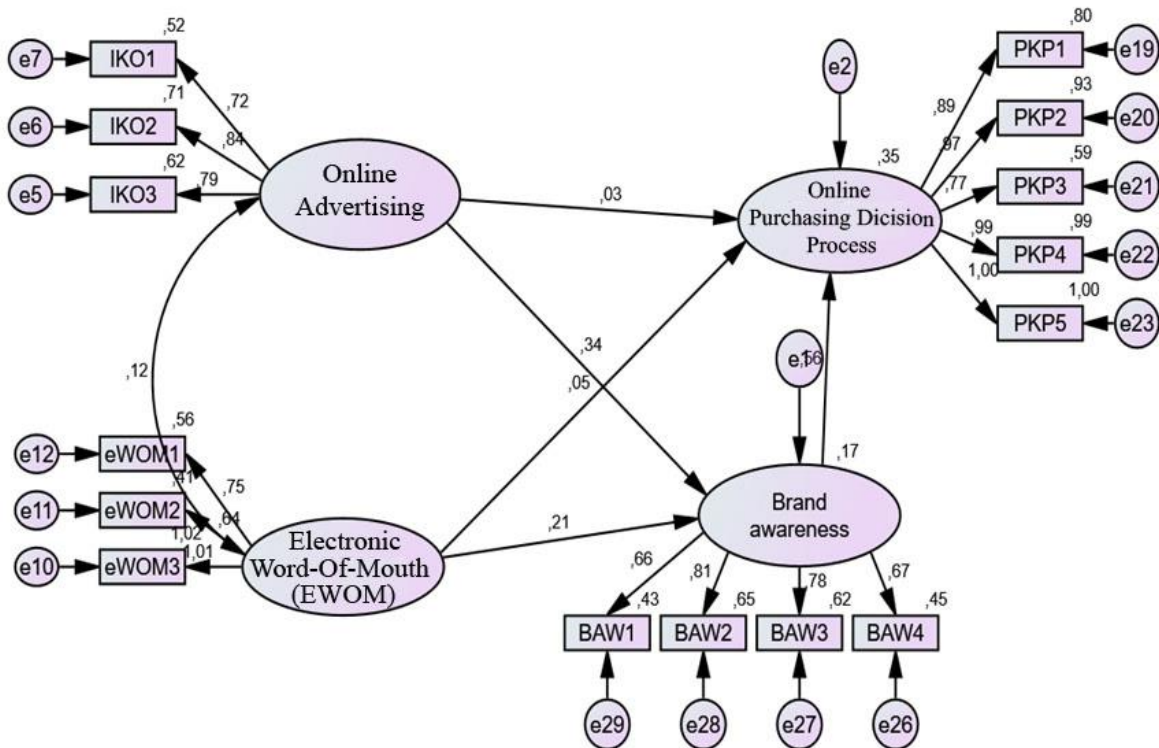 ,52
e7
IKO1
,72
,71
e6
IKO2
,84
,62
e5
IKO3
,79
Online
Advertising
,03
e2
,35
Online
Purchasing Dicision
Process
,80
PKP1
e19
,89
,93
PKP2
e20
,97
,59
PKP3
e21
,77
,99
PKP4
e22
,99
1,00
PKP5
e23
1,00
,12
,34
,05
e1
,56
,17
Brand
awareness
,21
,56
e12
eWOM1
,75
,41
e11
eWOM2
,64
1,02
e10
eWOM3
1,01
Electronic
Word-Of-Mouth
(EWOM)
,66
,81
,78
,67
,43
,65
,62
,45
BAW1
BAW2
BAW3
BAW4
e29
e28
e27
e26